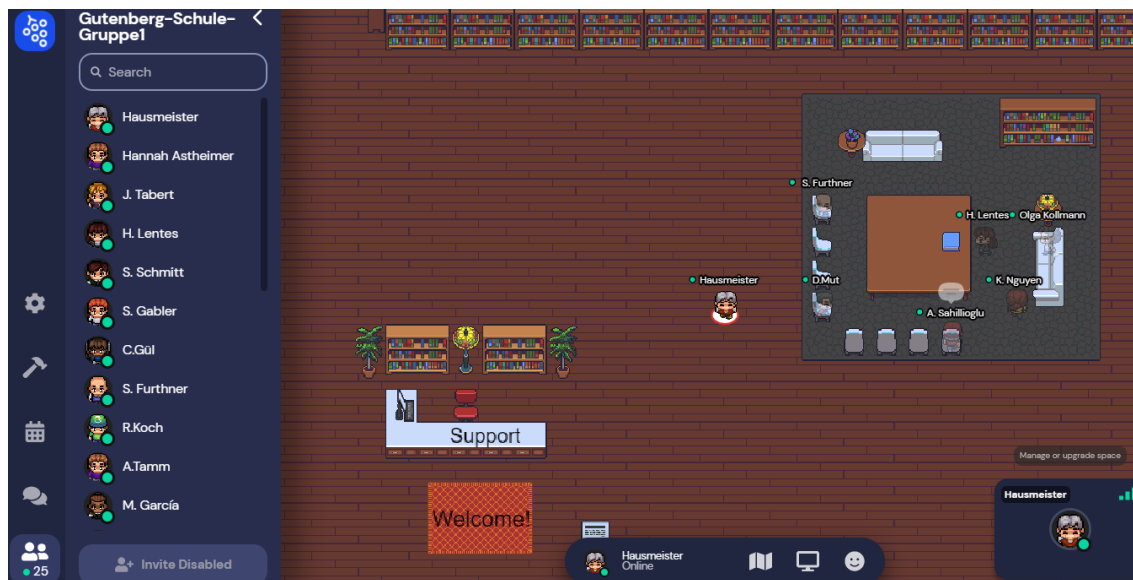 Gutenberg-Schule-
Gruppe1
Search
Hausmeister
Hannah Astheimer
J. Tabert
H. Lentes
S. Schmitt
S. Gabler
C.Gül
S. Furthner
R.Koch
A.Tamm
M. García
Invite Disabled
25
S. Furthner
H. Lentes
Olga Kollmann
Hausmeister
D.Mut
K. Nguyen
A. Sahillioglu
Support
Welcome!
Manage or upgrade space
Hausmeister
Hausmeister
Online